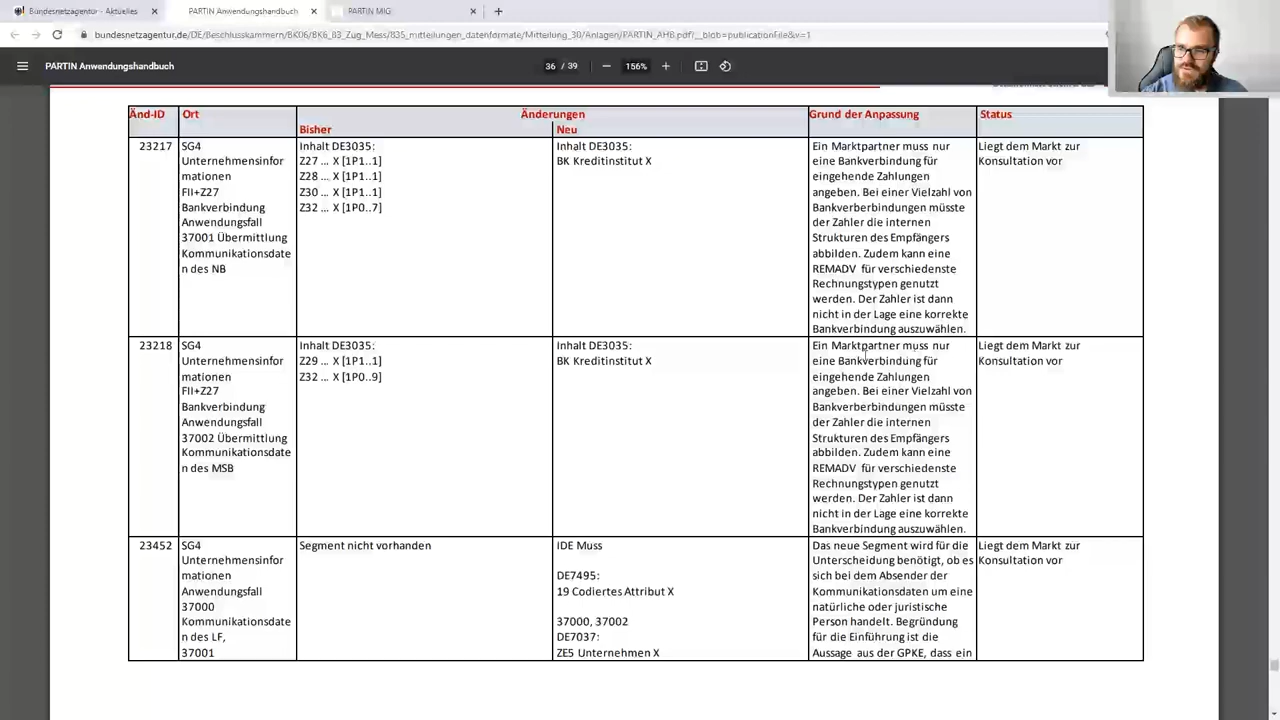 Bundesnetzagentur - Aktuelles
PARTIN Anwendungshandbuch
PARTIN MIG
bundesnetzagentur.de/DE/Beschlusskammern/BK06/BK6_83_Zug_Mess/835_mitteilungen_datenformate/Mitteilung_30/Anlagen/PARTIN_AHB.pdf?__blob=publicationFile&v=1
PARTIN Anwendungshandbuch
36 / 39
156%
Änd-ID
Ort
Änderungen
Grund der Anpassung
Status
Bisher
Neu
23217
SG4
Unternehmensinfor
mationen
FII+Z27
Bankverbindung
Anwendungsfall
37001 Übermittlung
Kommunikationsdate
n des NB
Inhalt DE3035:
Z27 ... X [1P1..1]
Z28 ... X [1P1..1]
Z30 ... X [1P1..1]
Z32 ... X [1P0..7]
Inhalt DE3035:
BK Kreditinstitut X
Ein Marktpartner muss nur
eine Bankverbindung für
eingehende Zahlungen
angeben. Bei einer Vielzahl von
Bankverberbindungen müsste
der Zahler die internen
Strukturen des Empfängers
abbilden. Zudem kann eine
REMADV für verschiedenste
Rechnungstypen genutzt
werden. Der Zahler ist dann
nicht in der Lage eine korrekte
Bankverbindung auszuwählen.
Liegt dem Markt zur
Konsultation vor
23218
SG4
Unternehmensinfor
mationen
FII+Z27
Bankverbindung
Anwendungsfall
37002 Übermittlung
Kommunikationsdate
n des MSB
Inhalt DE3035:
Z29 ... X [1P1..1]
Z32 ... X [1P0..9]
Inhalt DE3035:
BK Kreditinstitut X
Ein Marktpartner muss nur
eine Bankverbindung für
eingehende Zahlungen
angeben. Bei einer Vielzahl von
Bankverberbindungen müsste
der Zahler die internen
Strukturen des Empfängers
abbilden. Zudem kann eine
REMADV für verschiedenste
Rechnungstypen genutzt
werden. Der Zahler ist dann
nicht in der Lage eine korrekte
Bankverbindung auszuwählen.
Liegt dem Markt zur
Konsultation vor
23452
SG4
Unternehmensinfor
mationen
Anwendungsfall
37000
Kommunikationsdate
n des LF,
37001
Segment nicht vorhanden
IDE Muss
DE7495:
19 Codiertes Attribut X
37000, 37002
DE7037:
ZE5 Unternehmen X
Das neue Segment wird für die
Unterscheidung benötigt, ob es
sich bei dem Absender der
Kommunikationsdaten um eine
natürliche oder juristische
Person handelt. Begründung
für die Einführung ist die
Aussage aus der GPKE, dass ein
Liegt dem Markt zur
Konsultation vor